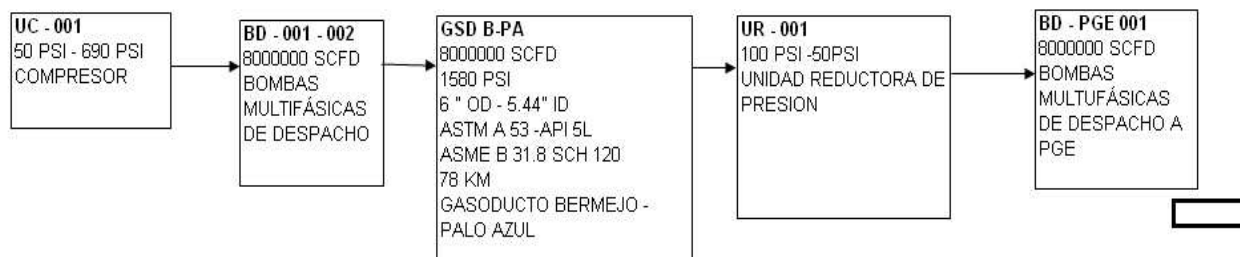 UC - 001
50 PSI - 690 PSI
COMPRESOR
BD - 001 - 002
8000000 SCFD
BOMBAS
MULTIFÁSICAS
DE DESPACHO
GSD B-PA
8000000 SCFD
1580 PSI
6 " OD - 5.44" ID
ASTM A 53 -API 5L
ASME B 31.8 SCH 120
78 KM
GASODUCTO BERMEJO -
PALO AZUL
UR - 001
100 PSI -50PSI
UNIDAD REDUCTORA DE
PRESION
BD - PGE 001
8000000 SCFD
BOMBAS
MULTUFÁSICAS
DE DESPACHO A
PGE